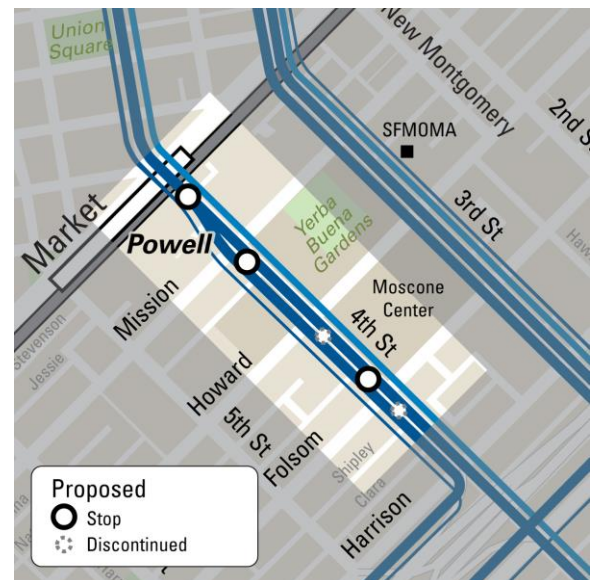 Union
Square
New Montgomery
2nd St
SFMOMA
3rd St
Market
Powell
Yerba
Buena
Gardens
Moscone
Center
4th St
Mission
Stevenson
Jessie
Howard
5th St
Folsom
Shipley
Clara
Harrison
Proposed
Stop
Discontinued